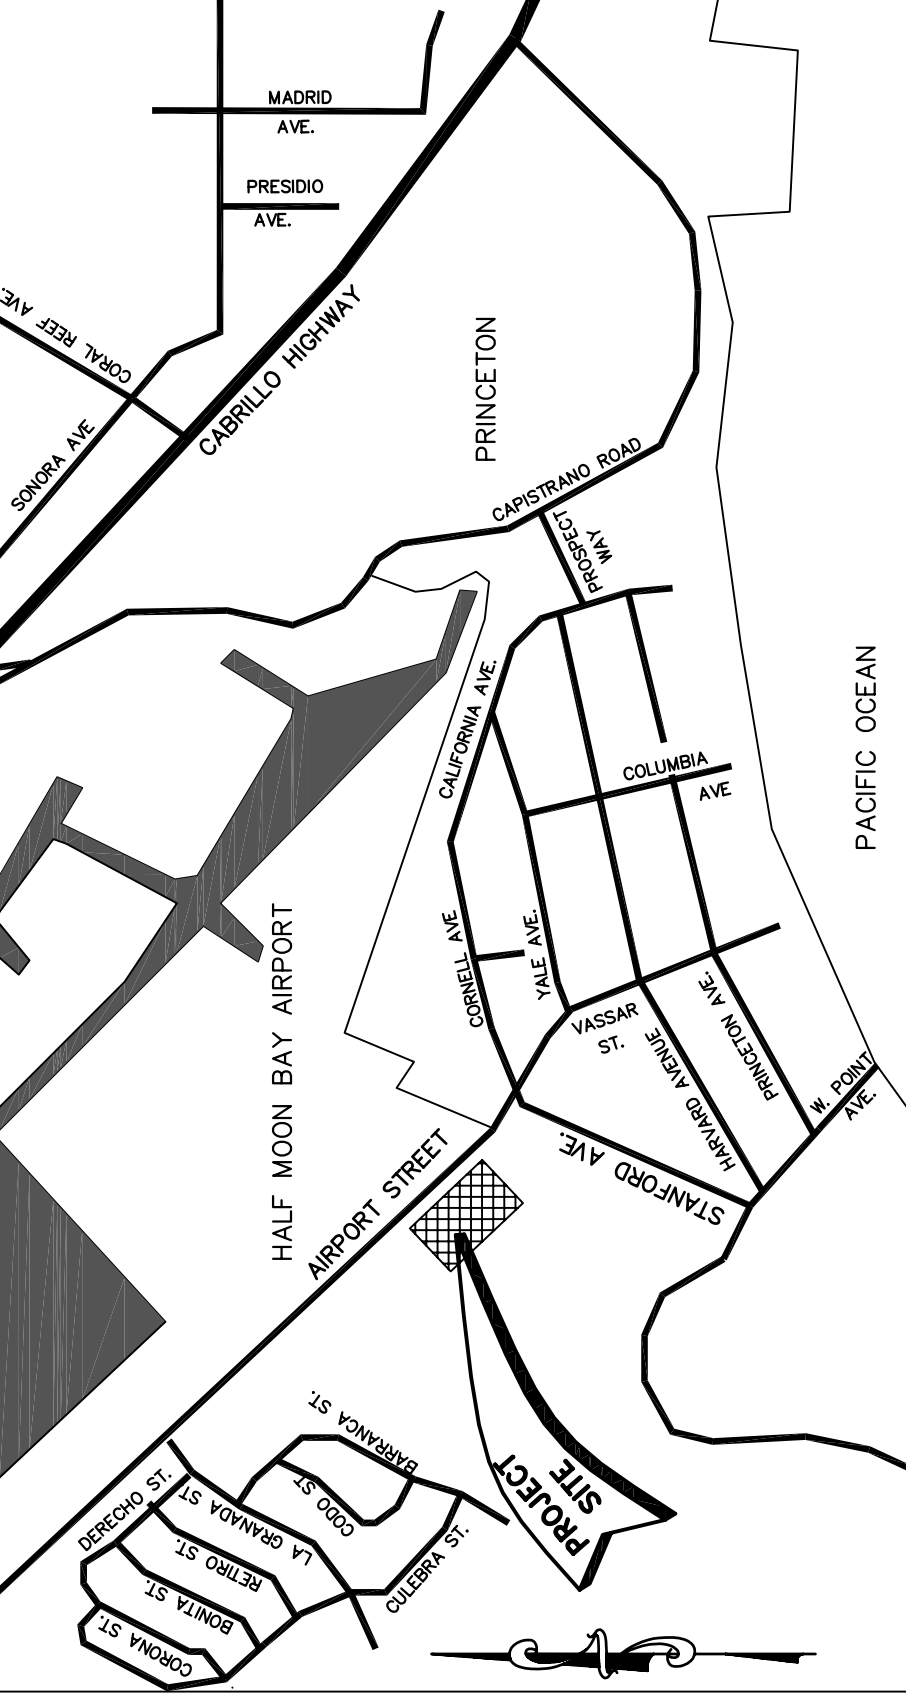 MADRID
AVE.
PRESIDIO
AVE.
CORAL REEF AVE.
SONORA AVE
CABRILLO HIGHWAY
PRINCETON
CAPISTRANO ROAD
PROSPECT
WAY
CALIFORNIA AVE.
COLUMBIA
AVE
PACIFIC OCEAN
HALF MOON BAY AIRPORT
CORNELL AVE
YALE AVE.
VASSAR
ST.
HARVARD AVENUE
PRINCETON AVE.
W. POINT
AVE.
STANFORD AVE.
AIRPORT STREET
PROJECT
SITE
BARRANCA ST.
CODO ST
DERECHO ST.
LA GRANADA ST
RETIRO ST.
BONITA ST.
CORONA ST.
CULEBRA ST.
N